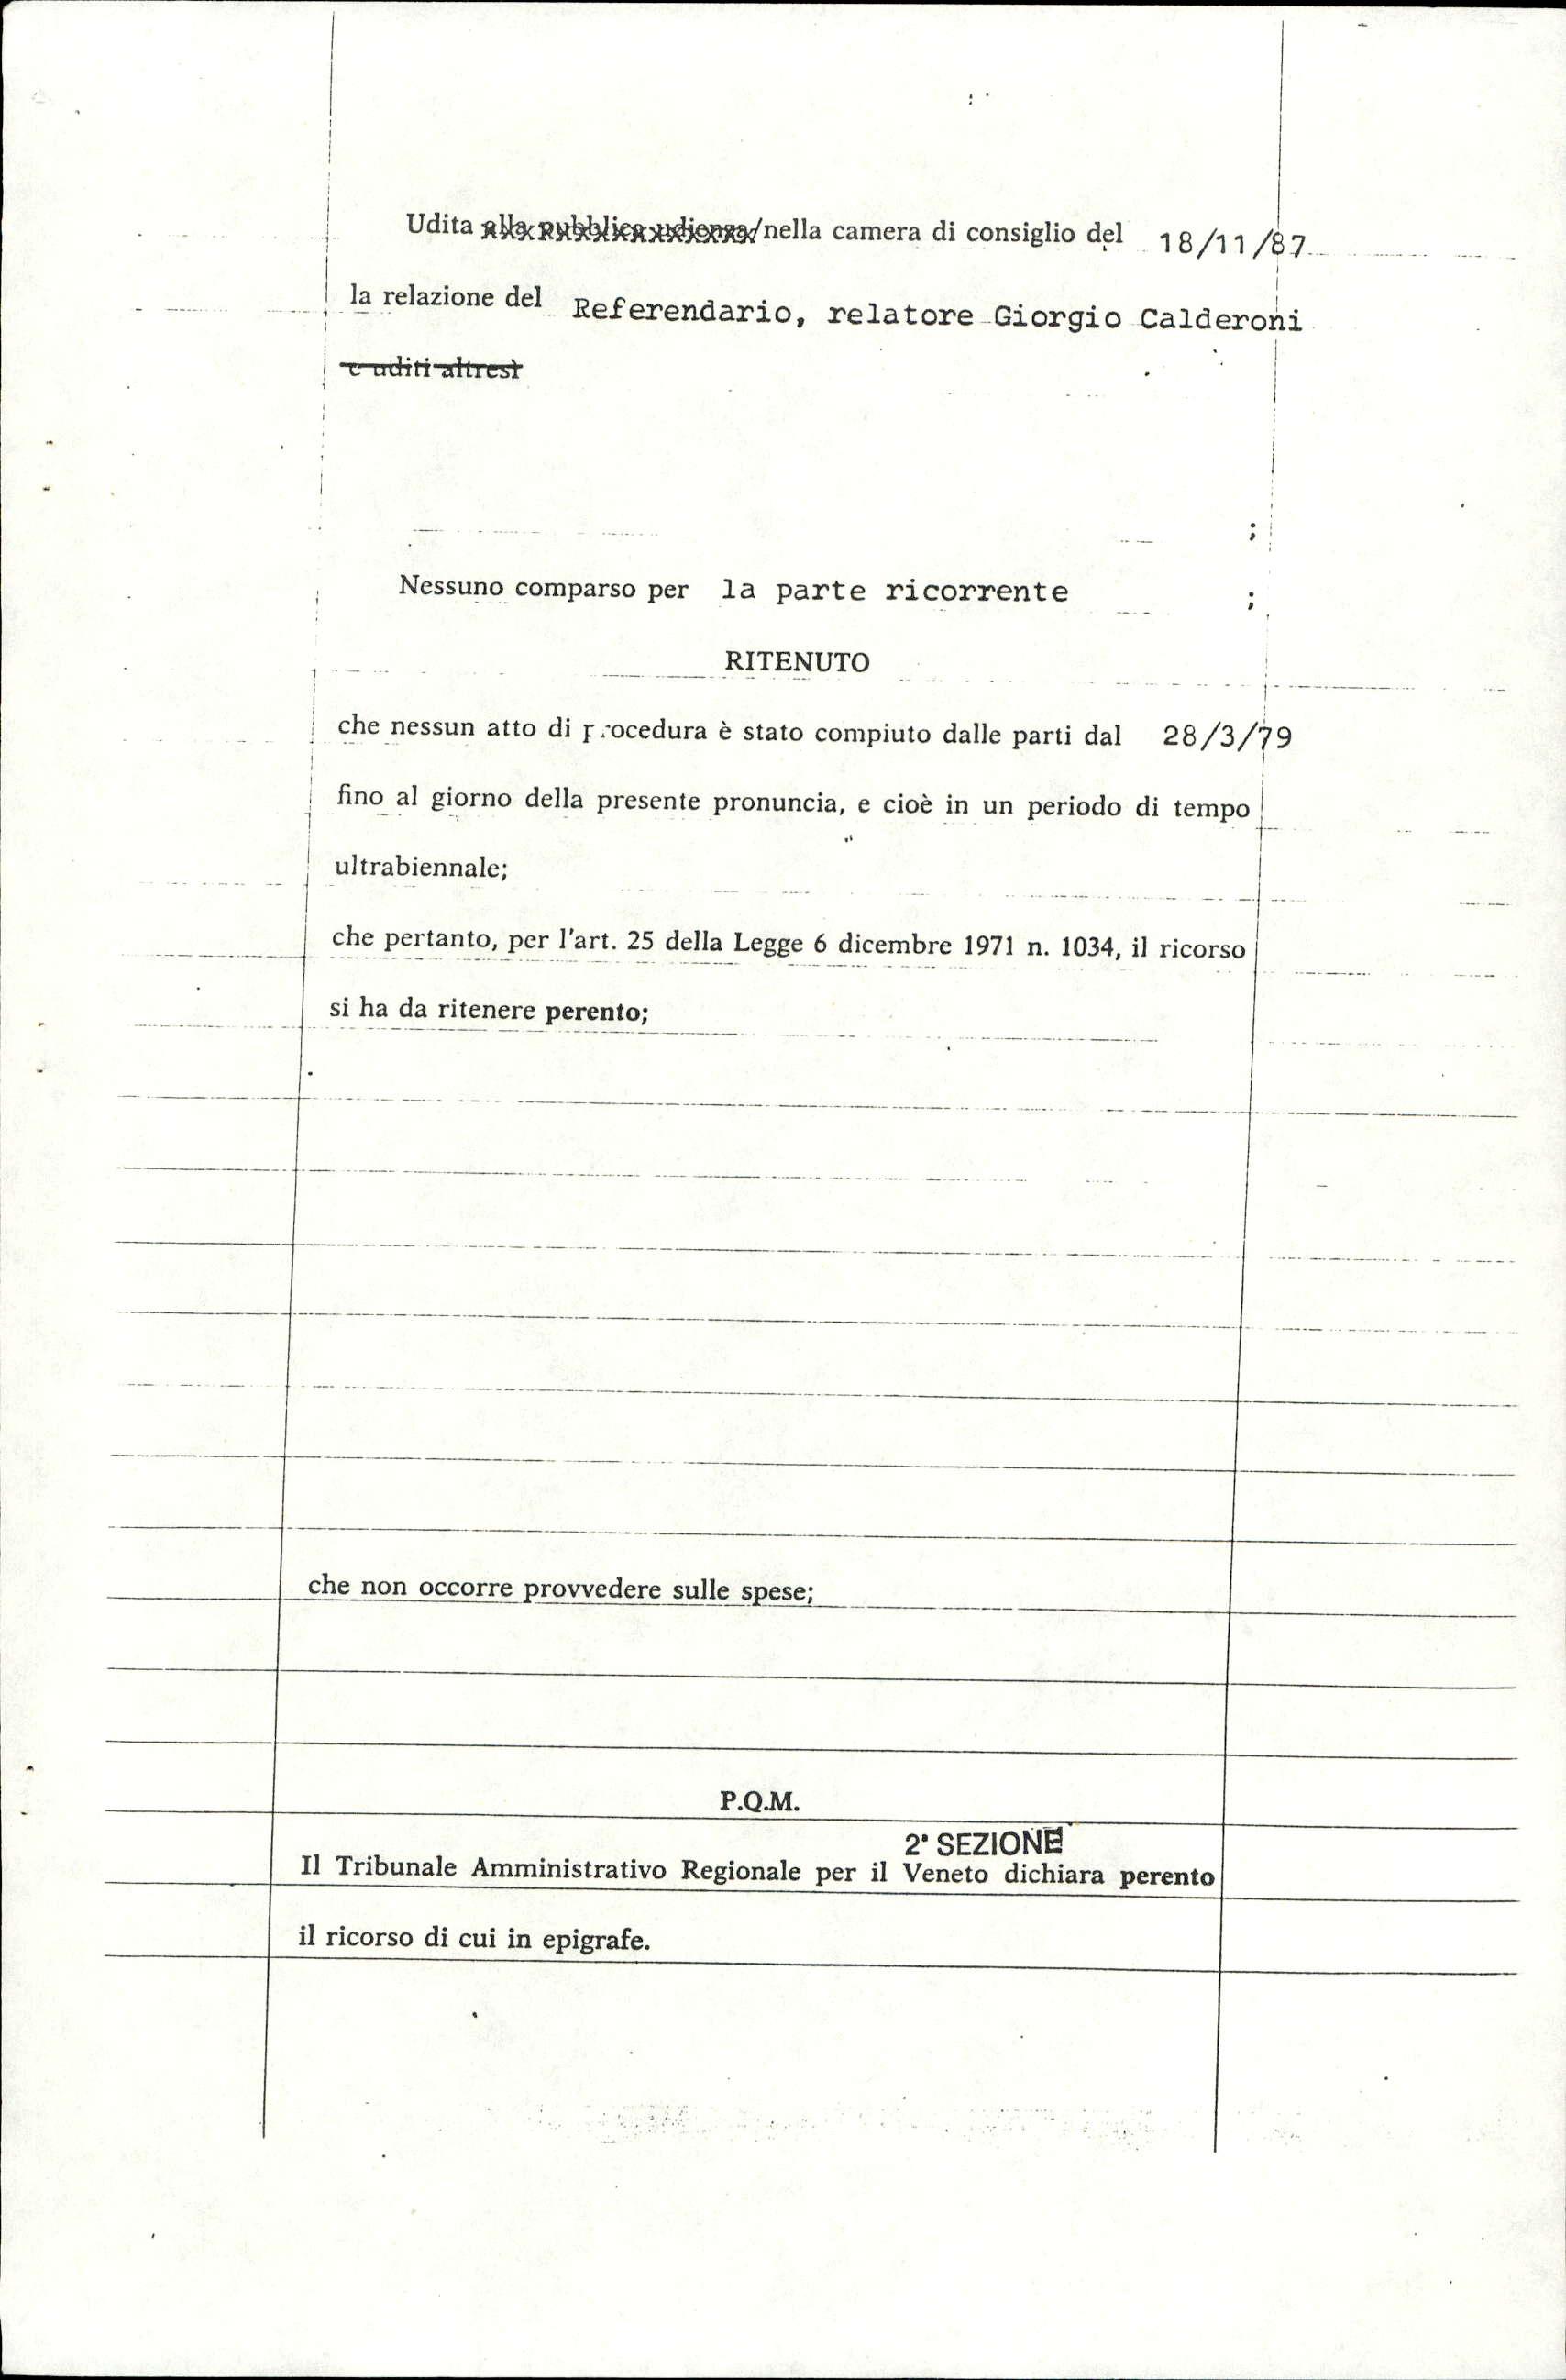 Udita alla pubblica udienza/nella camera di consiglio del 18/11/87
la relazione del Referendario, relatore Giorgio Calderoni
e uditi altresì
;
Nessuno comparso per la parte ricorrente ;
RITENUTO
che nessun atto di procedura è stato compiuto dalle parti dal 28/3/79
fino al giorno della presente pronuncia, e cioè in un periodo di tempo
ultrabiennale;
che pertanto, per l'art. 25 della Legge 6 dicembre 1971 n. 1034, il ricorso
si ha da ritenere perento;
che non occorre provvedere sulle spese;
P.Q.M.
2ª SEZIONE
Il Tribunale Amministrativo Regionale per il Veneto dichiara perento
il ricorso di cui in epigrafe.